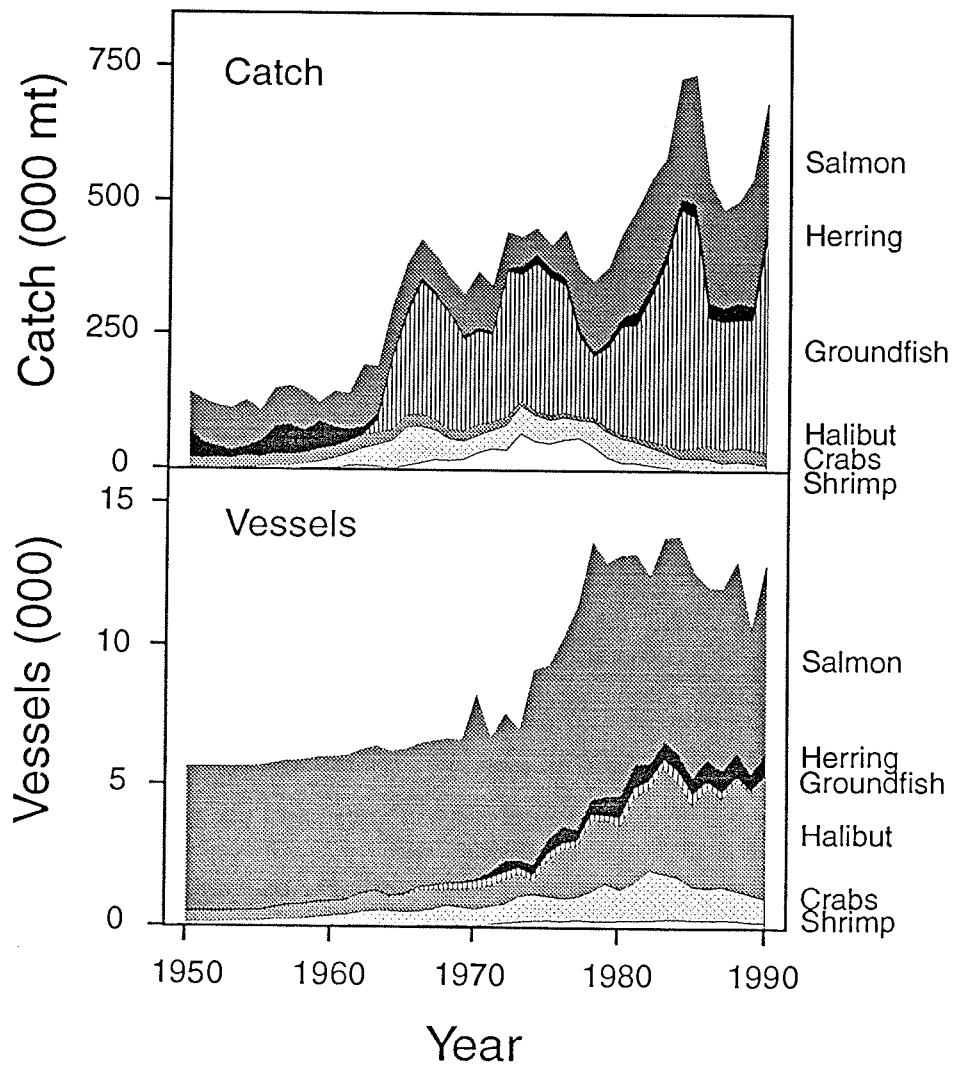 Catch
Catch (000 mt)
750
500
250
0
Salmon
Herring
Groundfish
Halibut
Crabs
Shrimp
Vessels
Vessels (000)
15
10
5
0
Salmon
Herring
Groundfish
Halibut
Crabs
Shrimp
1950 1960 1970 1980 1990
Year